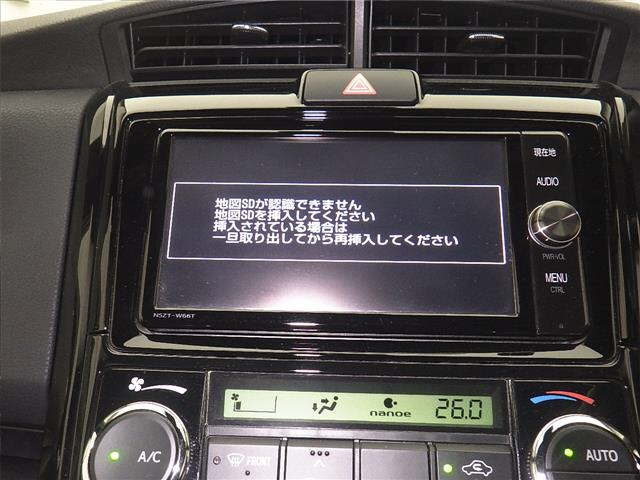 地図SDが認識できません
地図SDを挿入してください
挿入されている場合は
一旦取り出してから再挿入してください
現在地
AUDIO
PWR･VOL
MENU
CTRL
NSZT-W66T
nanoe
26.0
A/C
FRONT
AUTO